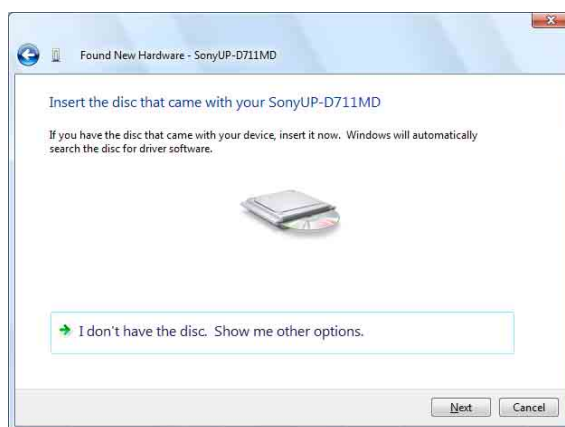 Found New Hardware - SonyUP-D711MD
Insert the disc that came with your SonyUP-D711MD
If you have the disc that came with your device, insert it now.  Windows will automatically
search the disc for driver software.
I don't have the disc.  Show me other options.
Next
Cancel